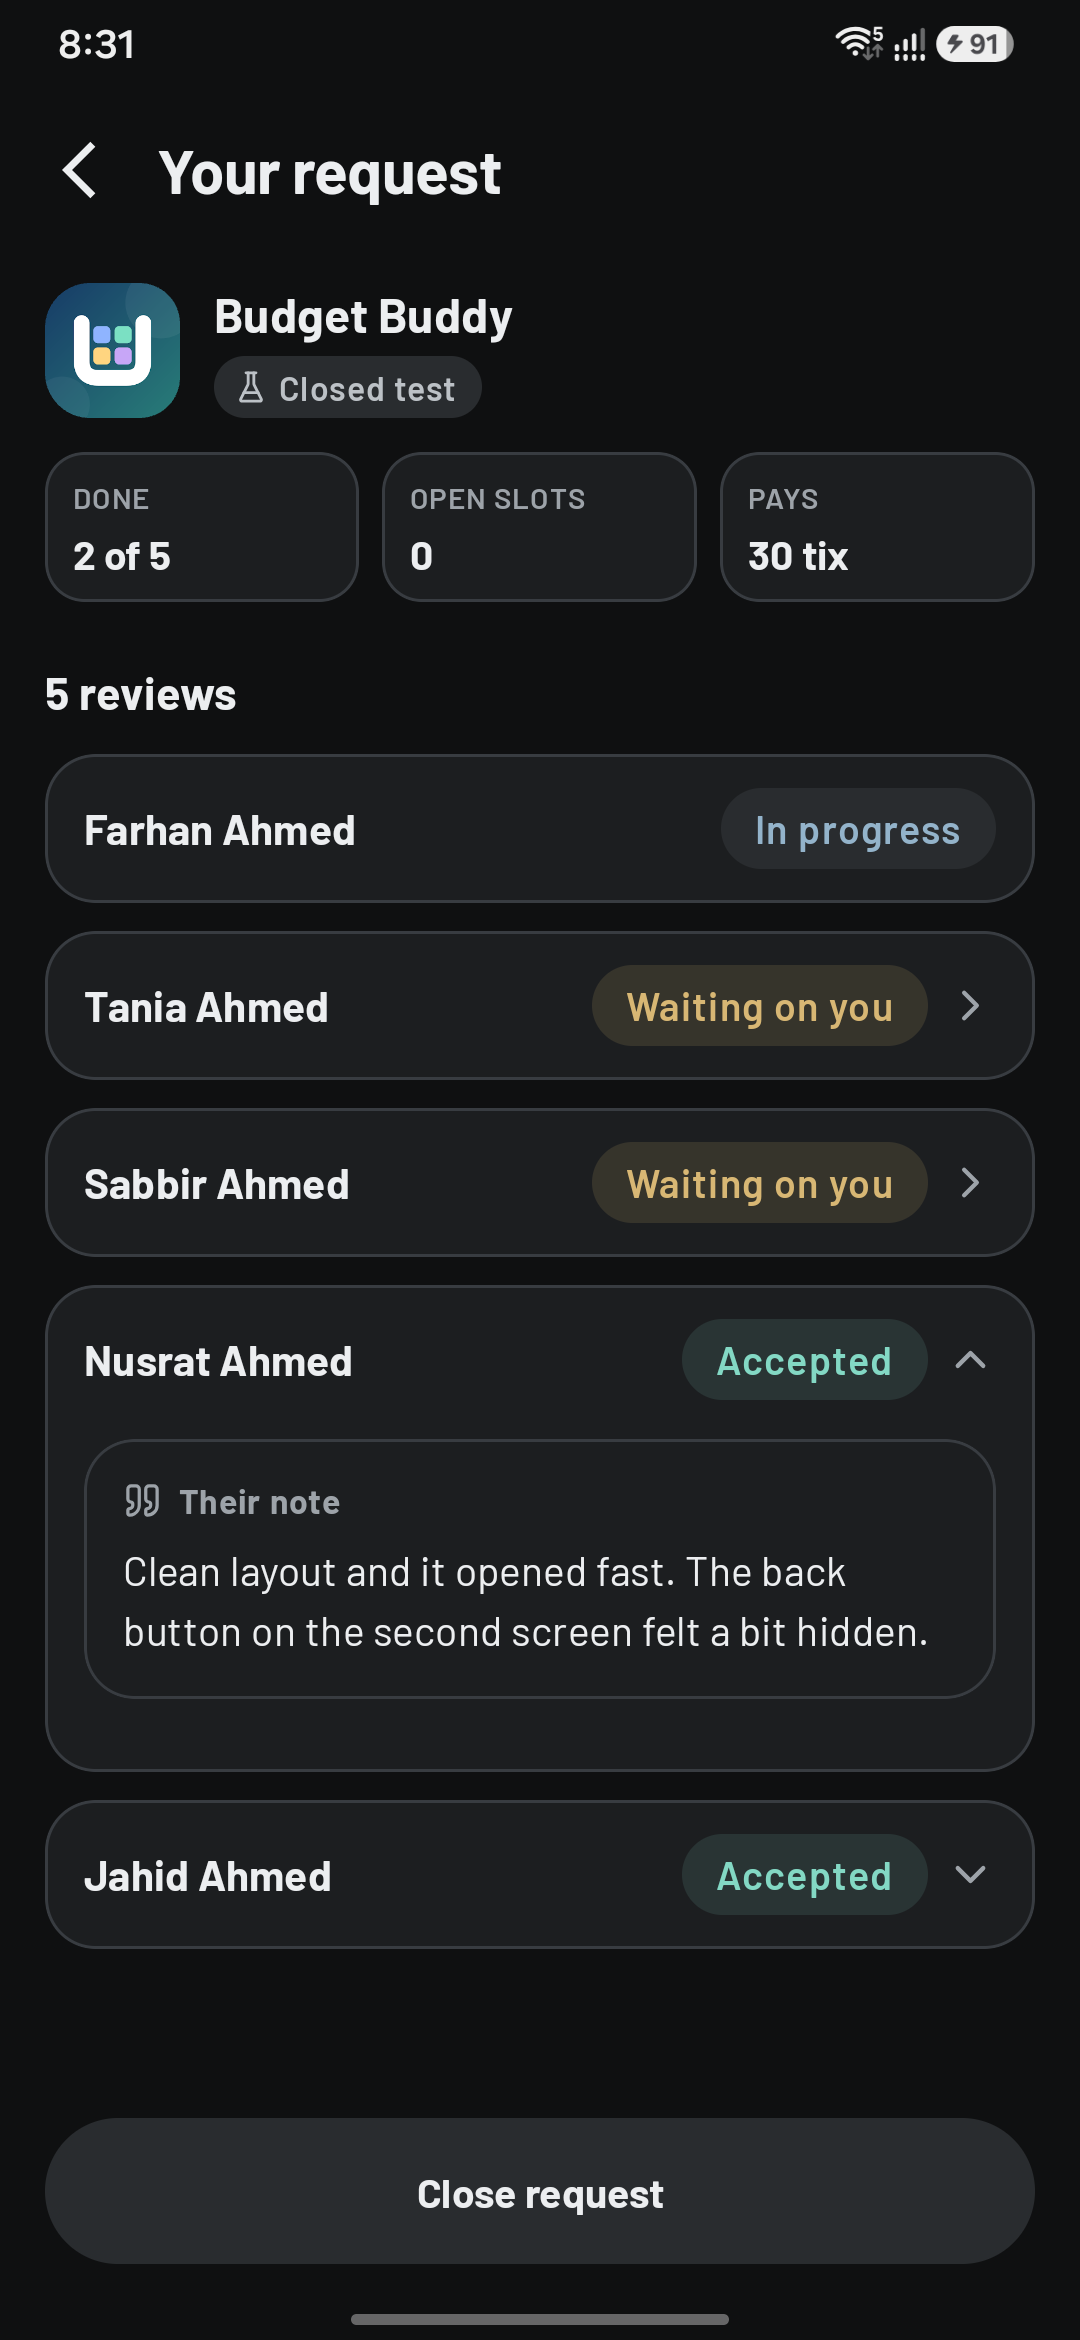 8:31
5
91
Your request
Budget Buddy
Closed test
DONE
2 of 5
OPEN SLOTS
0
PAYS
30 tix
5 reviews
Farhan Ahmed
In progress
Tania Ahmed
Waiting on you
Sabbir Ahmed
Waiting on you
Nusrat Ahmed
Accepted
Their note
Clean layout and it opened fast. The back
button on the second screen felt a bit hidden.
Jahid Ahmed
Accepted
Close request